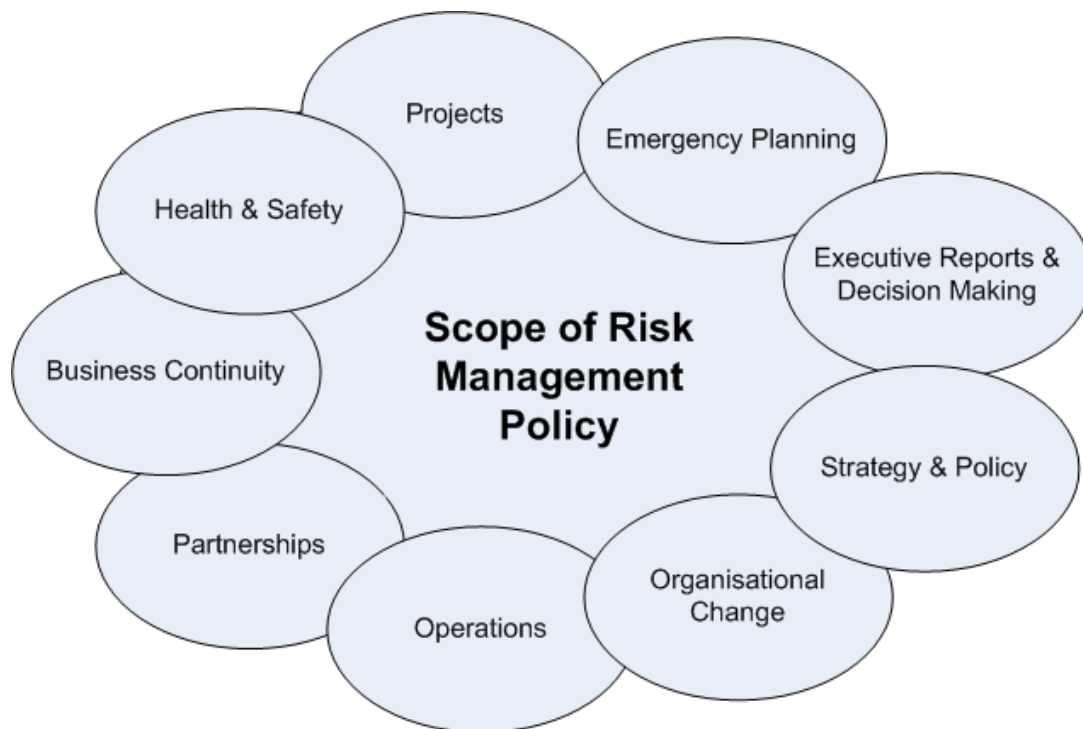 Projects
Emergency Planning
Health & Safety
Executive Reports &
Decision Making
Scope of Risk
Management
Policy
Business Continuity
Strategy & Policy
Partnerships
Organisational
Change
Operations